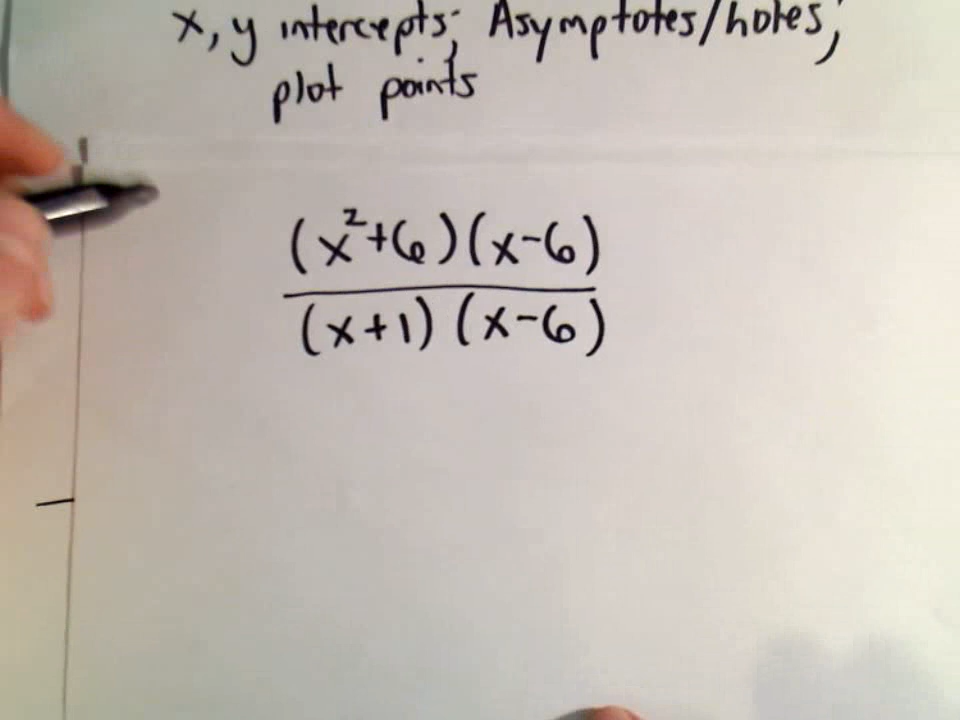 x, y intercepts; Asymptotes/holes;
plot points
(x²+6)(x-6)
(x+1)(x-6)